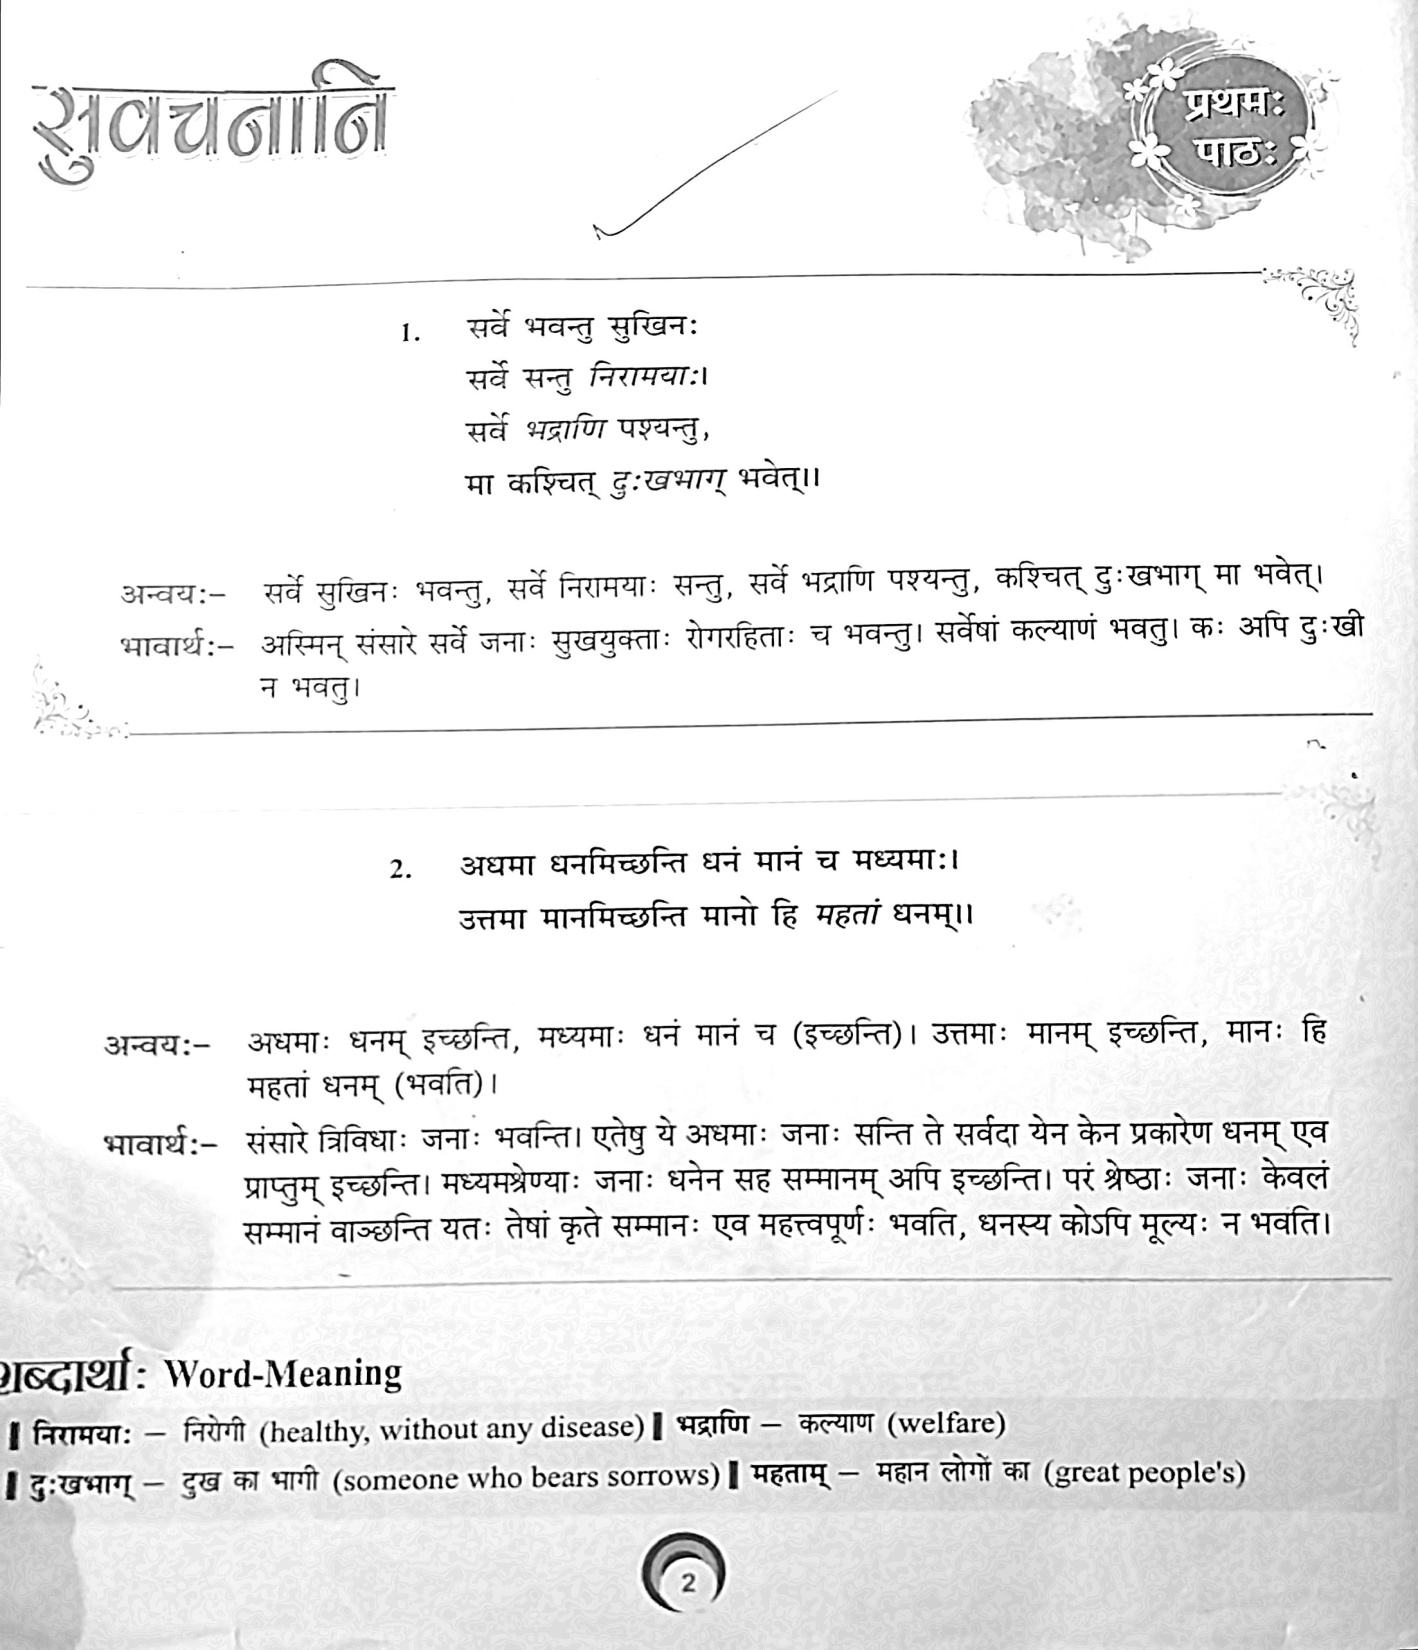 सुवचनानि
प्रथमः
पाठः
1. सर्वे भवन्तु सुखिनः
सर्वे सन्तु निरामयाः।
सर्वे भद्राणि पश्यन्तु,
मा कश्चित् दुःखभाग् भवेत्।।
अन्वयः– सर्वे सुखिनः भवन्तु, सर्वे निरामयाः सन्तु, सर्वे भद्राणि पश्यन्तु, कश्चित् दुःखभाग् मा भवेत्।
भावार्थः– अस्मिन् संसारे सर्वे जनाः सुखयुक्ताः रोगरहिताः च भवन्तु। सर्वेषां कल्याणं भवतु। कः अपि दुःखी
न भवतु।
2. अधमा धनमिच्छन्ति धनं मानं च मध्यमाः।
उत्तमा मानमिच्छन्ति मानो हि महतां धनम्।।
अन्वयः– अधमाः धनम् इच्छन्ति, मध्यमाः धनं मानं च (इच्छन्ति)। उत्तमाः मानम् इच्छन्ति, मानः हि
महतां धनम् (भवति)।
भावार्थः– संसारे त्रिविधाः जनाः भवन्ति। एतेषु ये अधमाः जनाः सन्ति ते सर्वदा येन केन प्रकारेण धनम् एव
प्राप्तुम् इच्छन्ति। मध्यमश्रेण्याः जनाः धनेन सह सम्मानम् अपि इच्छन्ति। परं श्रेष्ठाः जनाः केवलं
सम्मानं वाञ्छन्ति यतः तेषां कृते सम्मानः एव महत्त्वपूर्णः भवति, धनस्य कोऽपि मूल्यः न भवति।
शब्दार्थाः Word-Meaning
निरामयाः – निरोगी (healthy, without any disease) भद्राणि – कल्याण (welfare)
दुःखभाग् – दुख का भागी (someone who bears sorrows) महताम् – महान लोगों का (great people's)
2